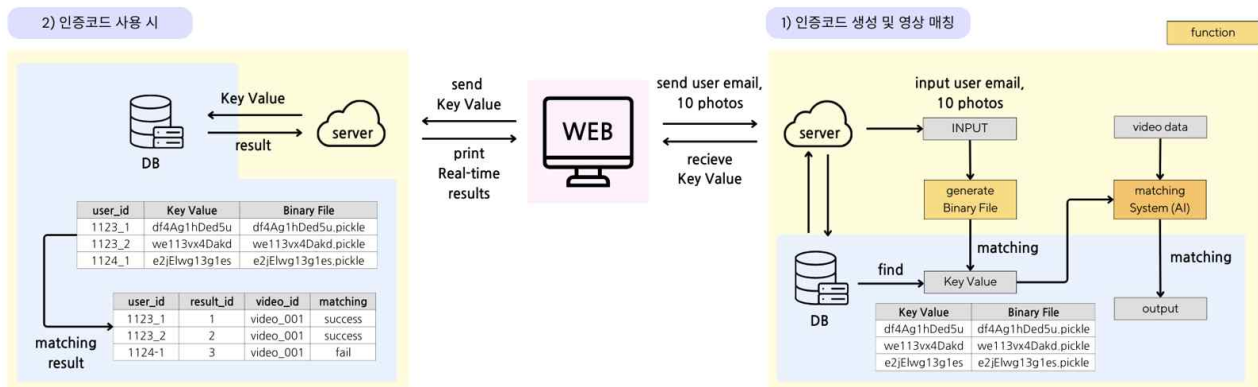 2) 인증코드 사용 시
1) 인증코드 생성 및 영상 매칭
function
Key Value
result
DB
server
send
Key Value
print
Real-time
results
WEB
send user email,
10 photos
recieve
Key Value
server
input user email,
10 photos
INPUT
video data
generate
Binary File
matching
System (AI)
matching
matching
find
Key Value
output
DB
user_id Key Value Binary File
1123_1 df4Ag1hDed5u df4Ag1hDed5u.pickle
1123_2 we113vx4Dakd we113vx4Dakd.pickle
1124_1 e2jElwg13g1es e2jElwg13g1es.pickle
user_id result_id video_id matching
1123_1 1 video_001 success
1123_2 2 video_001 success
1124-1 3 video_001 fail
matching
result
Key Value Binary File
df4Ag1hDed5u df4Ag1hDed5u.pickle
we113vx4Dakd we113vx4Dakd.pickle
e2jElwg13g1es e2jElwg13g1es.pickle